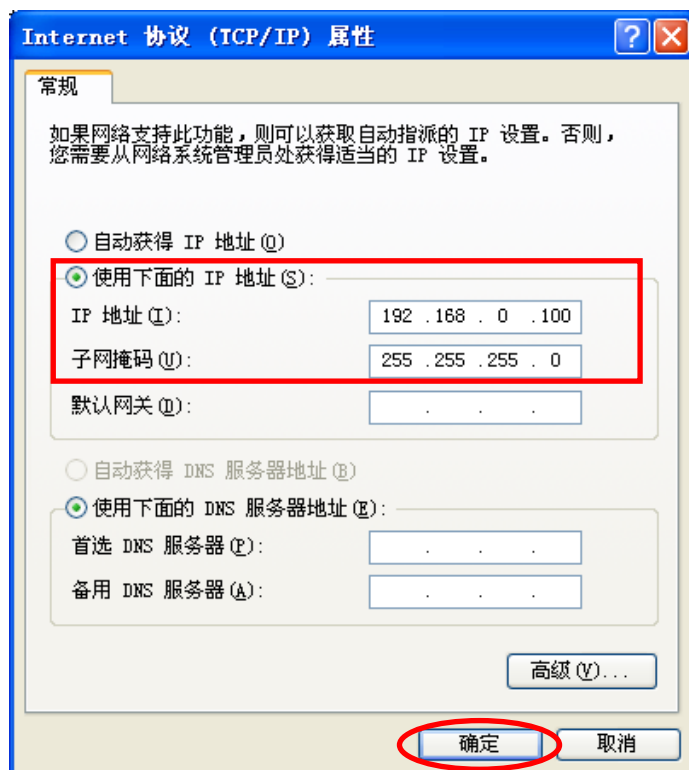 Internet 协议 (TCP/IP) 属性
常规
如果网络支持此功能，则可以获取自动指派的 IP 设置。否则，
您需要从网络系统管理员处获得适当的 IP 设置。
自动获得 IP 地址(O)
使用下面的 IP 地址(S):
IP 地址(I): 192 .168 . 0 .100
子网掩码(U): 255 .255 .255 . 0
默认网关(D): . . .
自动获得 DNS 服务器地址(B)
使用下面的 DNS 服务器地址(E):
首选 DNS 服务器(P): . . .
备用 DNS 服务器(A): . . .
高级(V)...
确定 取消